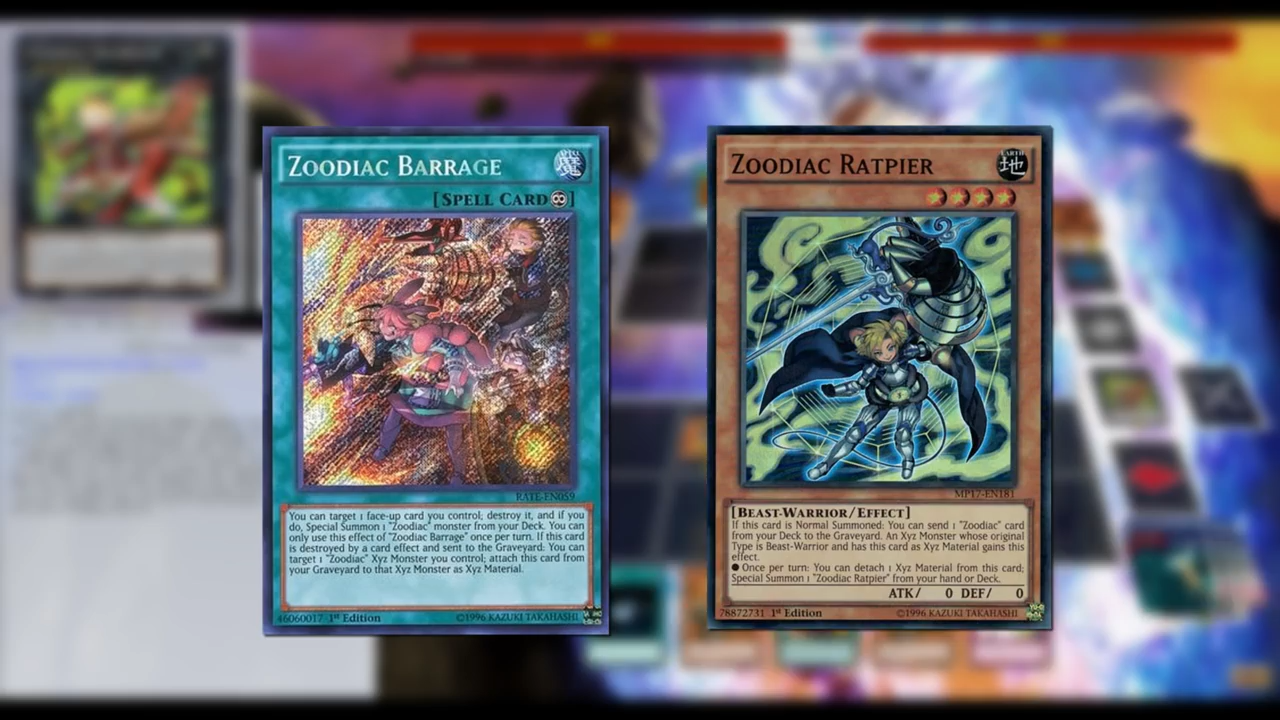 ZOODIAC BARRAGE
魔
[SPELL CARD]
RATE-EN059
You can target 1 face-up card you control; destroy it, and if you
do, Special Summon 1 "Zoodiac" monster from your Deck. You can
only use this effect of "Zoodiac Barrage" once per turn. If this card
is destroyed by a card effect and sent to the Graveyard: You can
target 1 "Zoodiac" Xyz Monster you control; attach this card from
your Graveyard to that Xyz Monster as Xyz Material.
46060017 1st Edition
©1996 KAZUKI TAKAHASHI
ZOODIAC RATPIER
EARTH
地
MP17-EN181
[BEAST-WARRIOR/EFFECT]
If this card is Normal Summoned: You can send 1 "Zoodiac" card
from your Deck to the Graveyard. An Xyz Monster whose original
Type is Beast-Warrior and has this card as Xyz Material gains this
effect.
● Once per turn: You can detach 1 Xyz Material from this card;
Special Summon 1 "Zoodiac Ratpier" from your hand or Deck.
ATK/ 0 DEF/ 0
78872731 1st Edition
©1996 KAZUKI TAKAHASHI